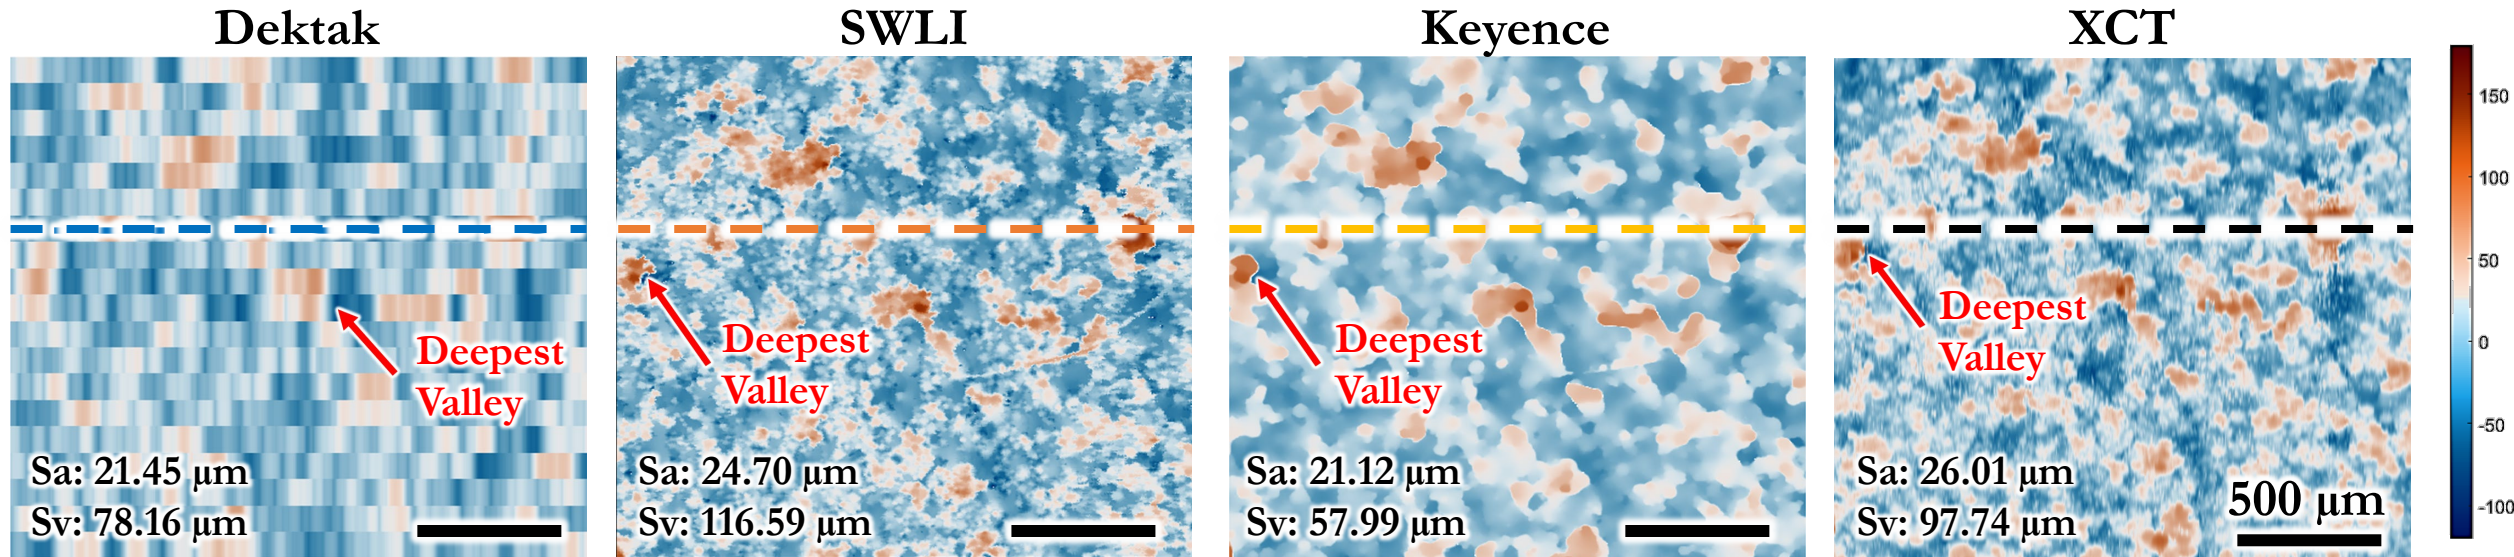 Dektak
SWLI
Keyence
XCT
Deepest
Valley
Deepest
Valley
Deepest
Valley
Deepest
Valley
Sa: 21.45 µm
Sv: 78.16 µm
Sa: 24.70 µm
Sv: 116.59 µm
Sa: 21.12 µm
Sv: 57.99 µm
Sa: 26.01 µm
Sv: 97.74 µm
500 µm
150
100
50
0
-50
-100